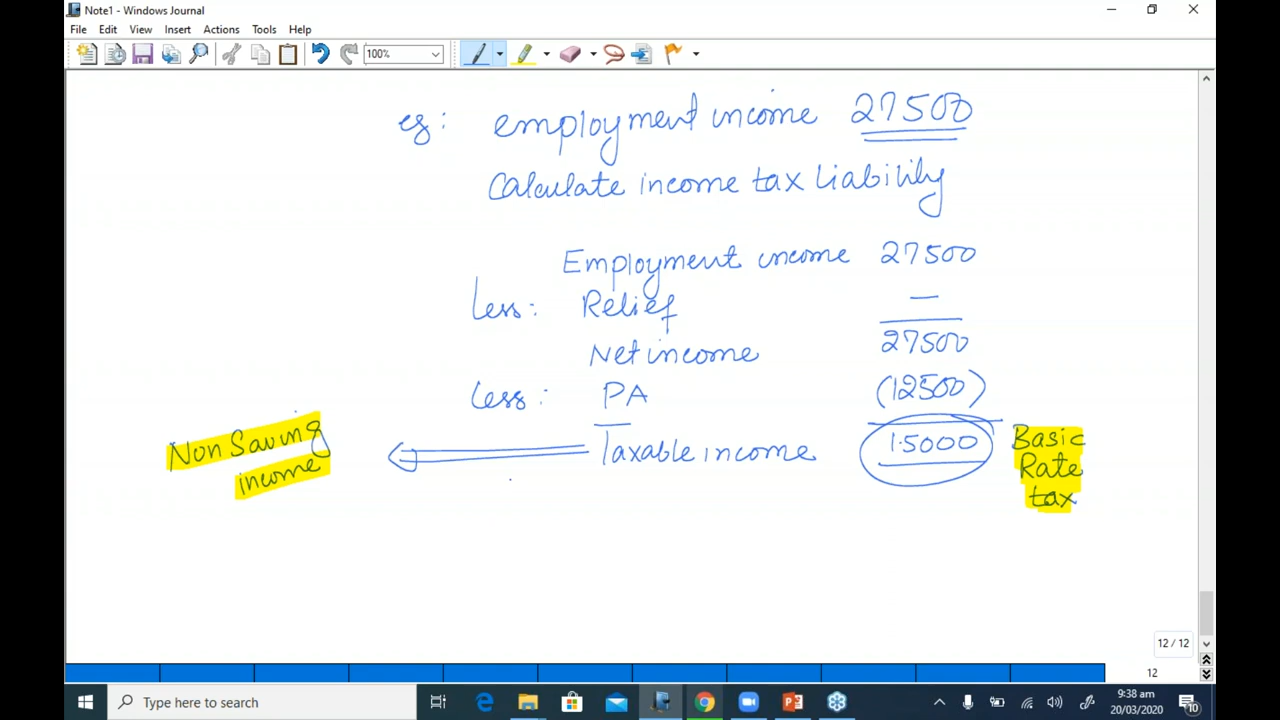 Note1 - Windows Journal
File Edit View Insert Actions Tools Help
100%
eg: employment income 27500
Calculate income tax Liability
Employment income 27500
Less: Relief —
Net income 27500
Less: PA (12500)
Taxable income 15000
Non Saving
income
Basic
Rate
tax
12 / 12
12
Type here to search
9:38 am
20/03/2020
10